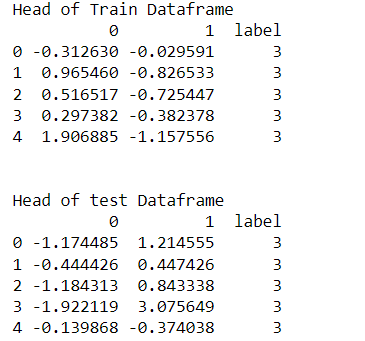 Head of Train Dataframe
0 1 label
0 -0.312630 -0.029591 3
1 0.965460 -0.826533 3
2 0.516517 -0.725447 3
3 0.297382 -0.382378 3
4 1.906885 -1.157556 3
Head of test Dataframe
0 1 label
0 -1.174485 1.214555 3
1 -0.444426 0.447426 3
2 -1.184313 0.843338 3
3 -1.922119 3.075649 3
4 -0.139868 -0.374038 3